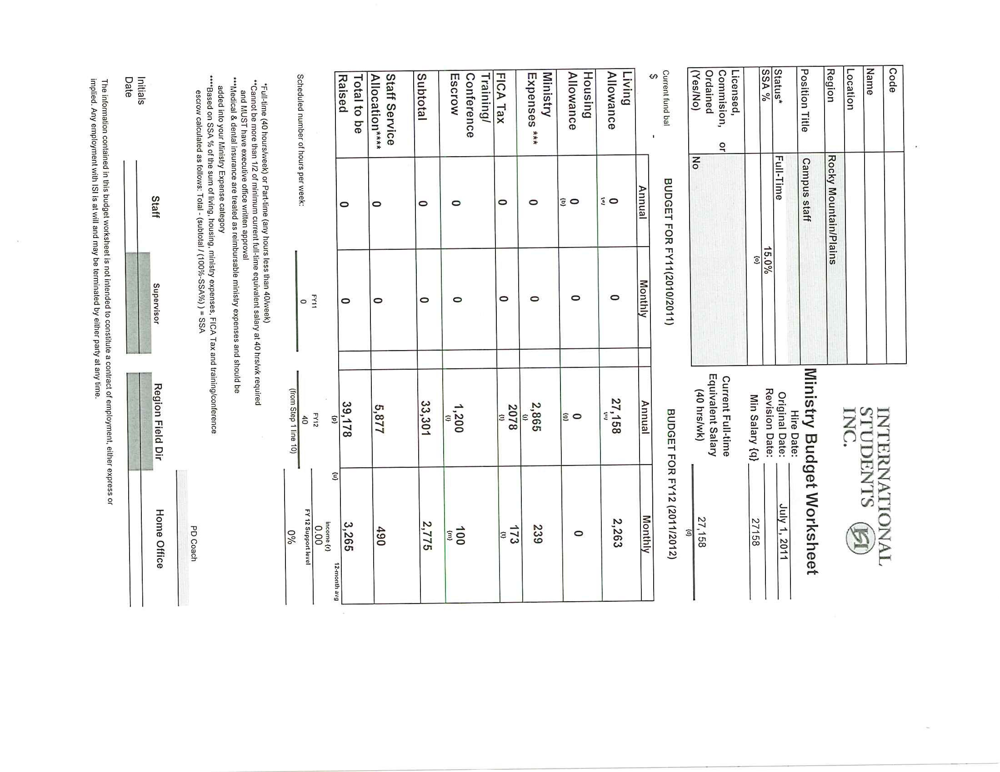 INTERNATIONAL
STUDENTS
INC.
Code
Name
Location
Region Rocky Mountain/Plains
Position Title Campus staff
Status* Full-Time
SSA % 15.0%
{o}
Licensed,
Commision, or
Ordained
(Yes/No) No
Ministry Budget Worksheet
Hire Date:
Original Date: July 1, 2011
Revision Date:
Min Salary {q} 27158
Current Full-time
Equivalent Salary
(40 hrs/wk) 27,158
{d}
Current fund bal BUDGET FOR FY11(2010/2011) BUDGET FOR FY12 (2011/2012)
$ -
Annual Monthly Annual Monthly
Living
Allowance 0 0 27,158 2,263
Housing
Allowance 0 0 0 0
{b} {g}
Ministry
Expenses *** 0 0 2,865 239
{j}
FICA Tax 0 0 2078 173
{t} {t}
Training/
Conference
Escrow 0 0 1,200 100
{l} {m}
Subtotal 0 0 33,301 2,775
Staff Service
Allocation**** 0 0 5,877 490
Total to be
Raised 0 0 39,178 3,265
{p} {u} 12-month avg
income {r}
FY11 FY12 0.00
Scheduled number of hours per week: 0 40 FY 12 Support level
(from Step 1 line 10) 0%
*Full-time (40 hours/week) or Part-time (any hours less than 40/week)
**Cannot be more than 1/2 of minimum current full-time equivalent salary at 40 hrs/wk required
and MUST have executive office written approval
***Medical & dental insurance are treated as reimbursable ministry expenses and should be
added into your Ministry Expense category
****Based on SSA % of the sum of living, housing, ministry expenses, FICA Tax and training/conference
escrow calculated as follows: Total - (subtotal / (100%-SSA%) ) = SSA
PD Coach
Staff Supervisor Region Field Dir Home Office
Initials
Date
The information contained in this budget worksheet is not intended to constitute a contract of employment, either express or
implied. Any employment with ISI is at will and may be terminated by either party at any time.